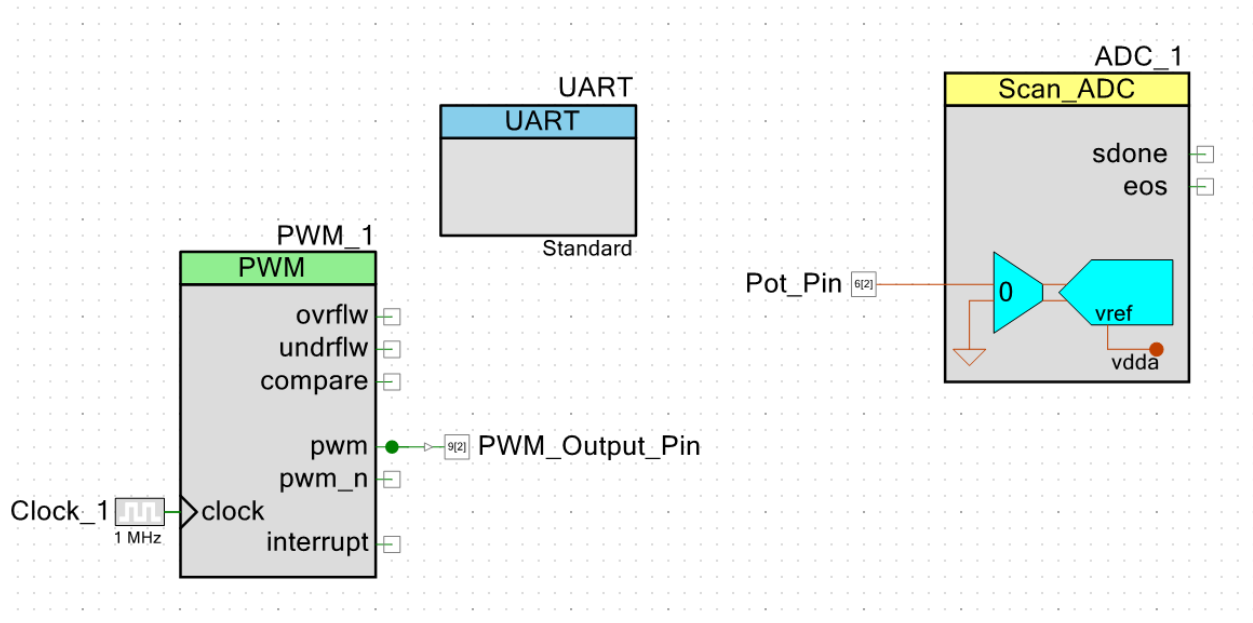 UART
UART
Standard
PWM_1
PWM
ovrflw
undrflw
compare
pwm
pwm_n
interrupt
clock
Clock_1
1 MHz
9[2] PWM_Output_Pin
ADC_1
Scan_ADC
sdone
eos
Pot_Pin 6[2]
0
vref
vdda